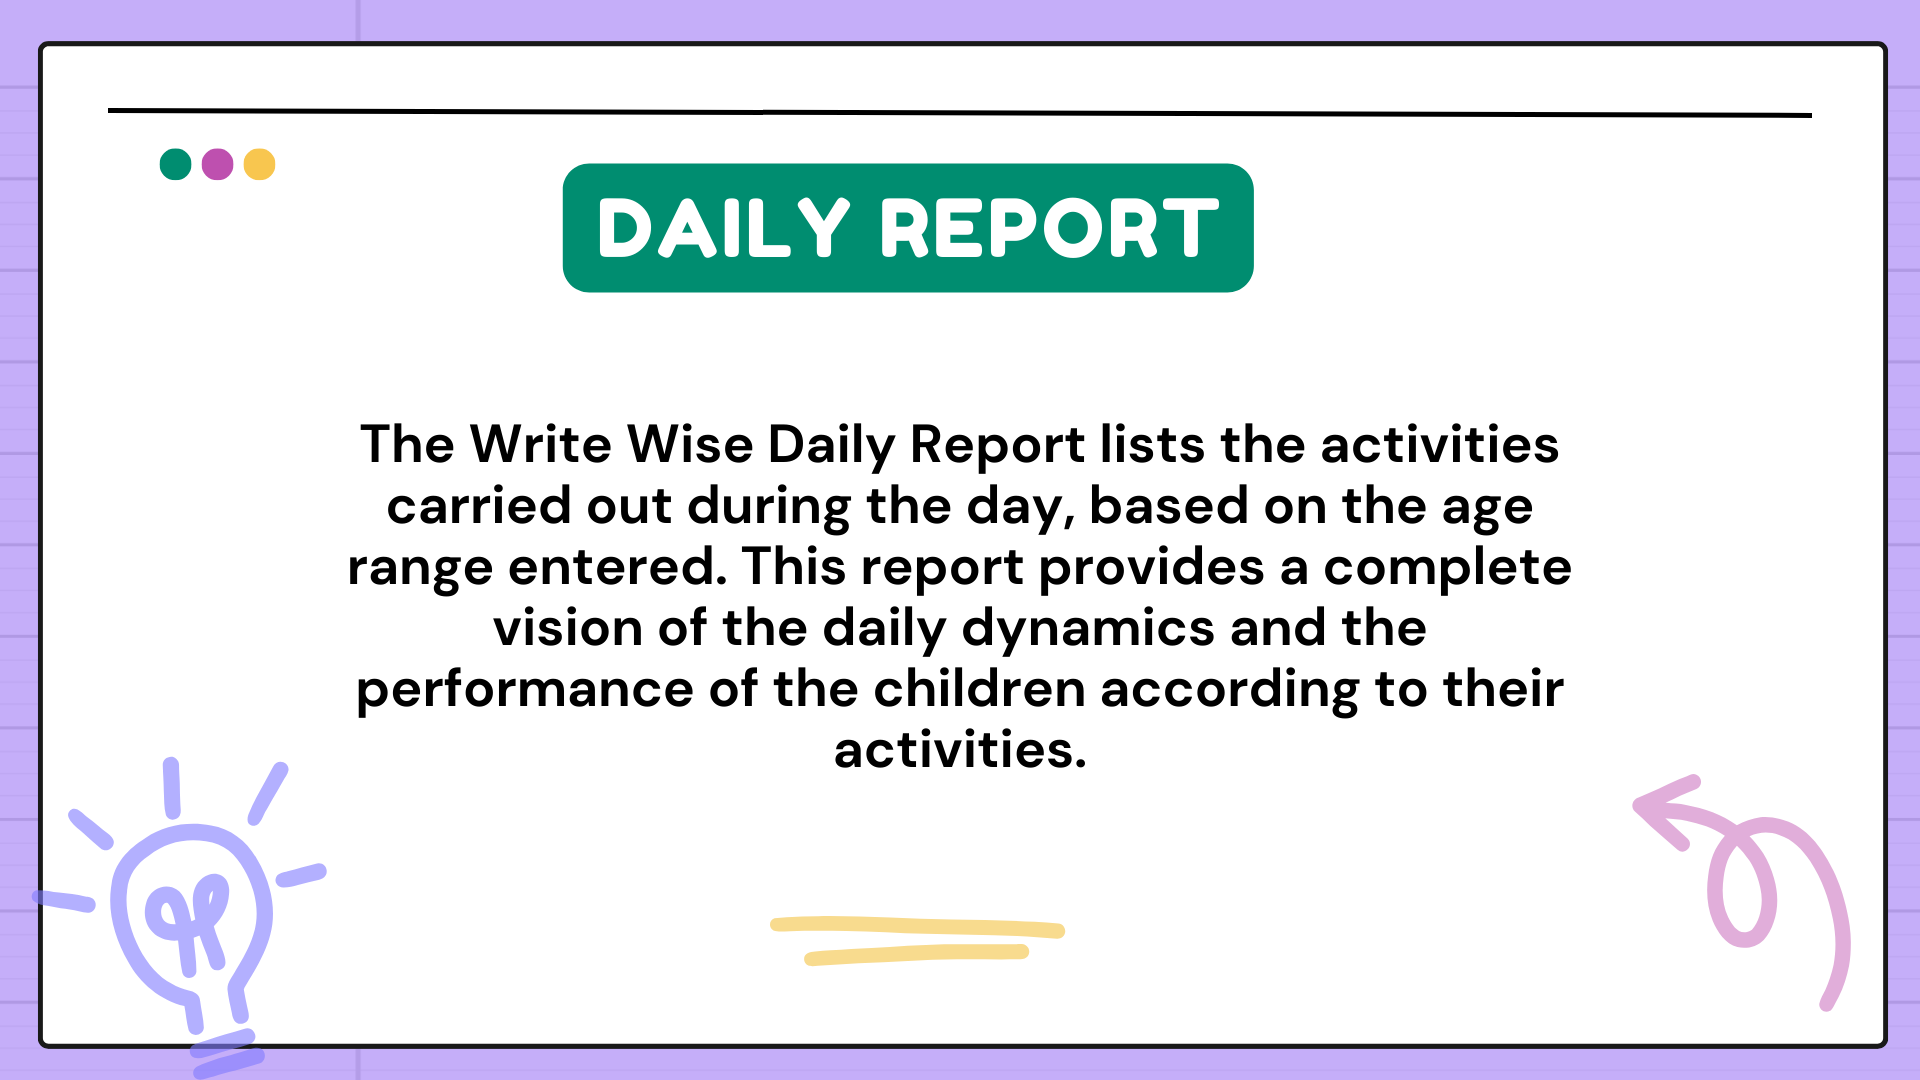 DAILY REPORT
The Write Wise Daily Report lists the activities
carried out during the day, based on the age
range entered. This report provides a complete
vision of the daily dynamics and the
performance of the children according to their
activities.